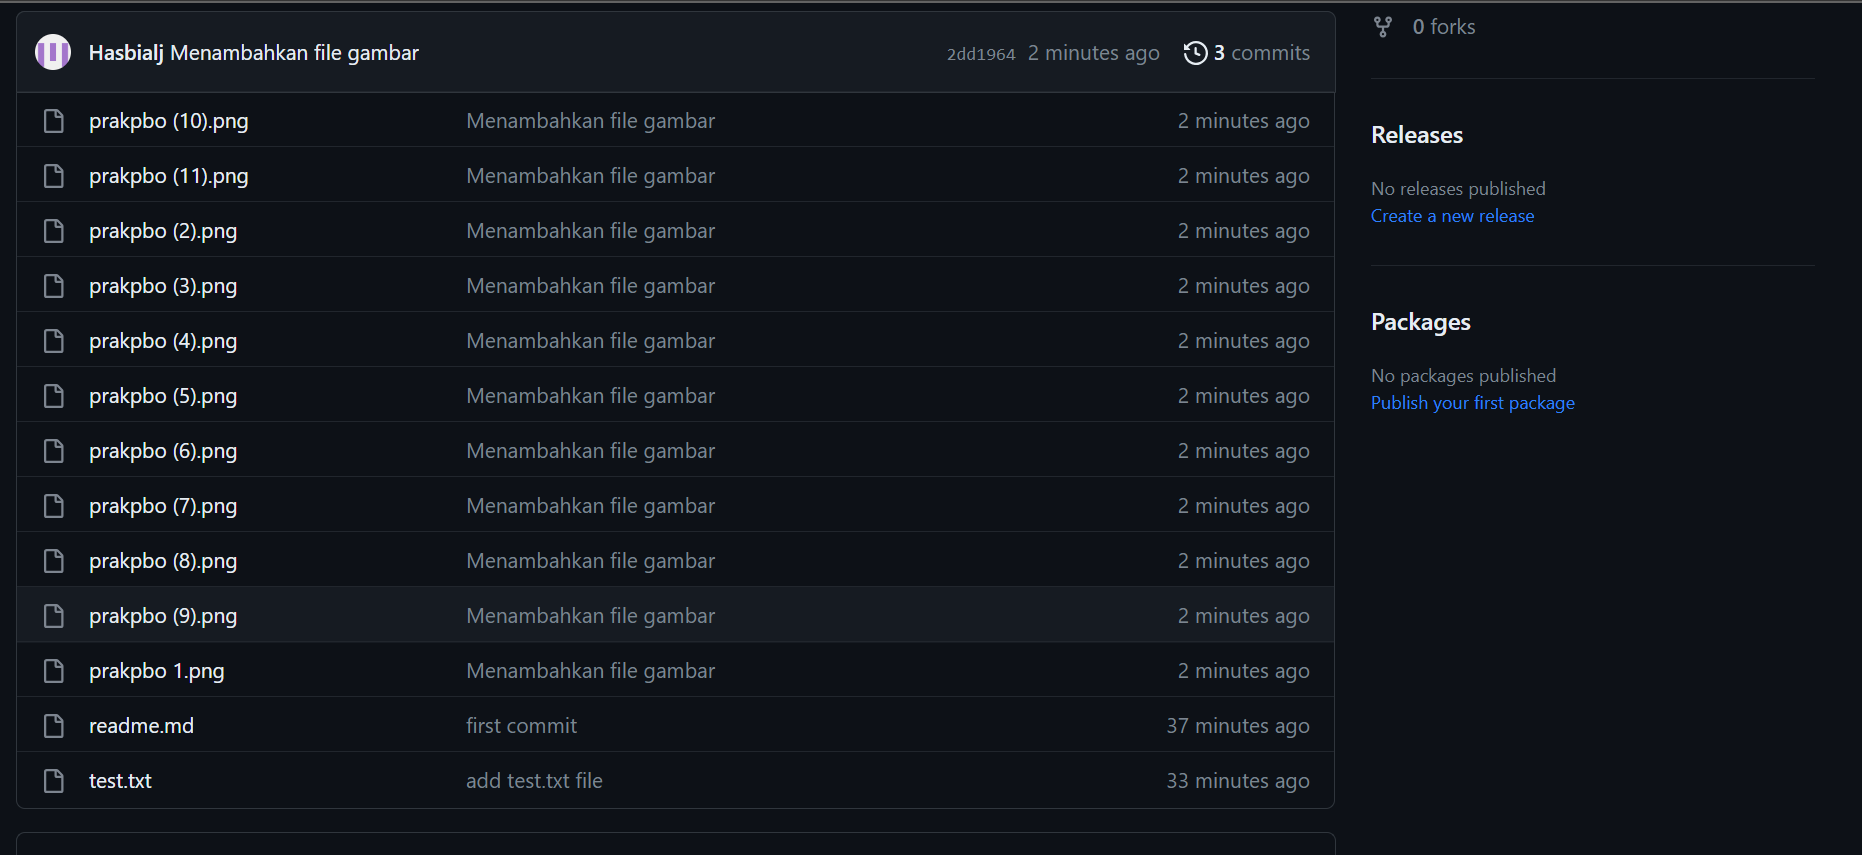 Hasbialj Menambahkan file gambar 2dd1964 2 minutes ago 3 commits
prakpbo (10).png Menambahkan file gambar 2 minutes ago
prakpbo (11).png Menambahkan file gambar 2 minutes ago
prakpbo (2).png Menambahkan file gambar 2 minutes ago
prakpbo (3).png Menambahkan file gambar 2 minutes ago
prakpbo (4).png Menambahkan file gambar 2 minutes ago
prakpbo (5).png Menambahkan file gambar 2 minutes ago
prakpbo (6).png Menambahkan file gambar 2 minutes ago
prakpbo (7).png Menambahkan file gambar 2 minutes ago
prakpbo (8).png Menambahkan file gambar 2 minutes ago
prakpbo (9).png Menambahkan file gambar 2 minutes ago
prakpbo 1.png Menambahkan file gambar 2 minutes ago
readme.md first commit 37 minutes ago
test.txt add test.txt file 33 minutes ago
0 forks
Releases
No releases published
Create a new release
Packages
No packages published
Publish your first package